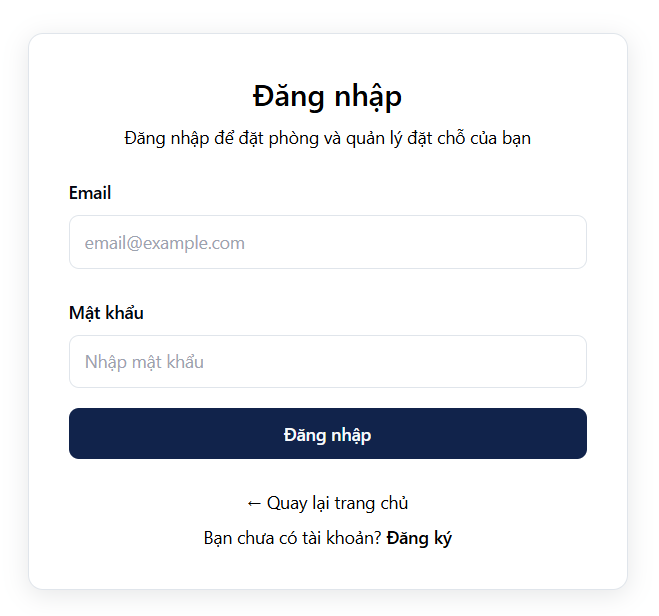 Đăng nhập
Đăng nhập để đặt phòng và quản lý đặt chỗ của bạn
Email
email@example.com
Mật khẩu
Nhập mật khẩu
Đăng nhập
← Quay lại trang chủ
Bạn chưa có tài khoản? Đăng ký